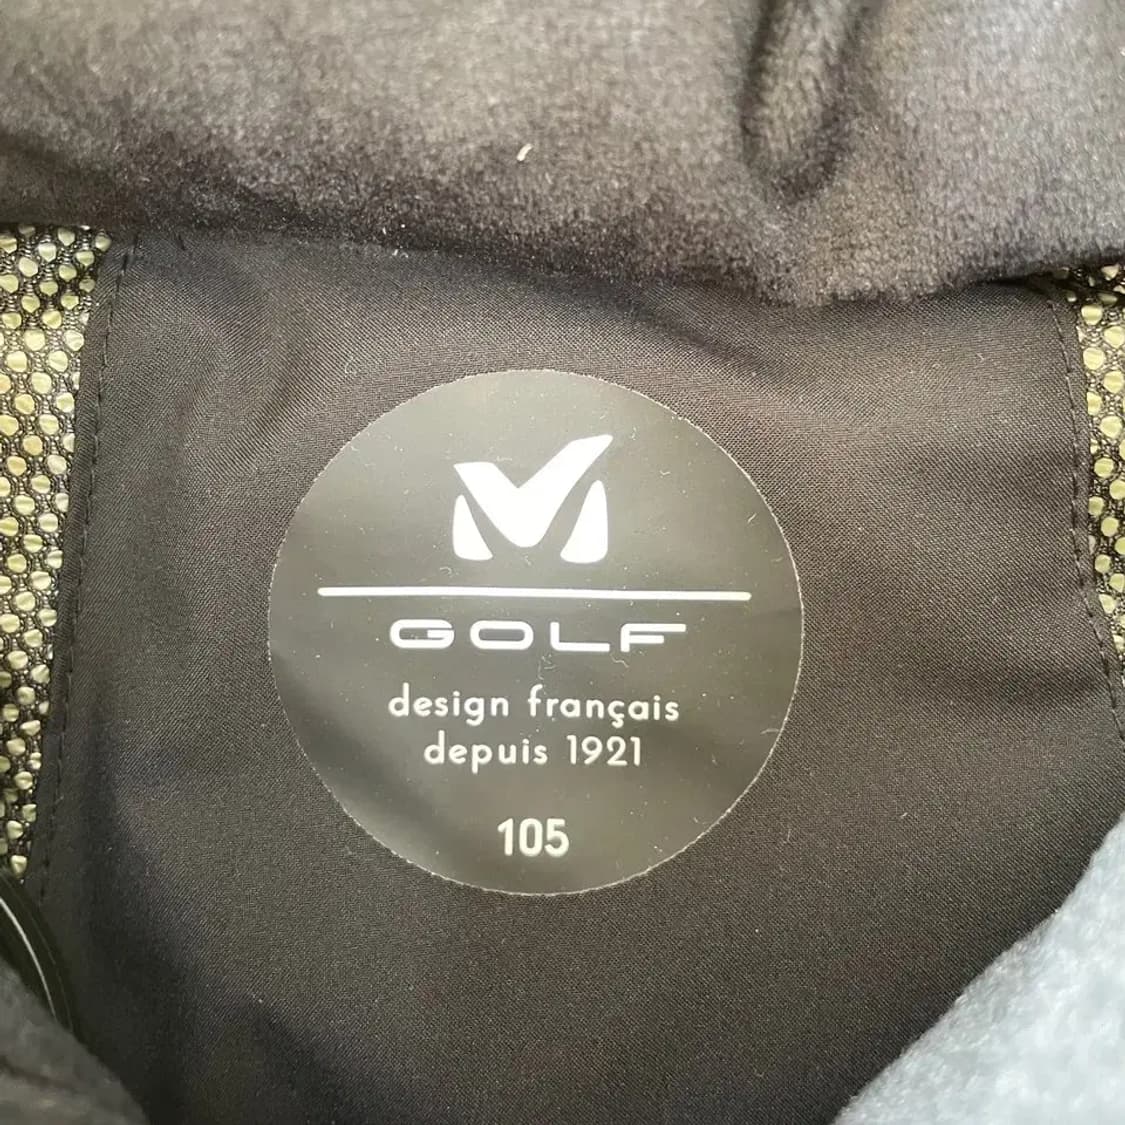 GOLF
design français
depuis 1921
105